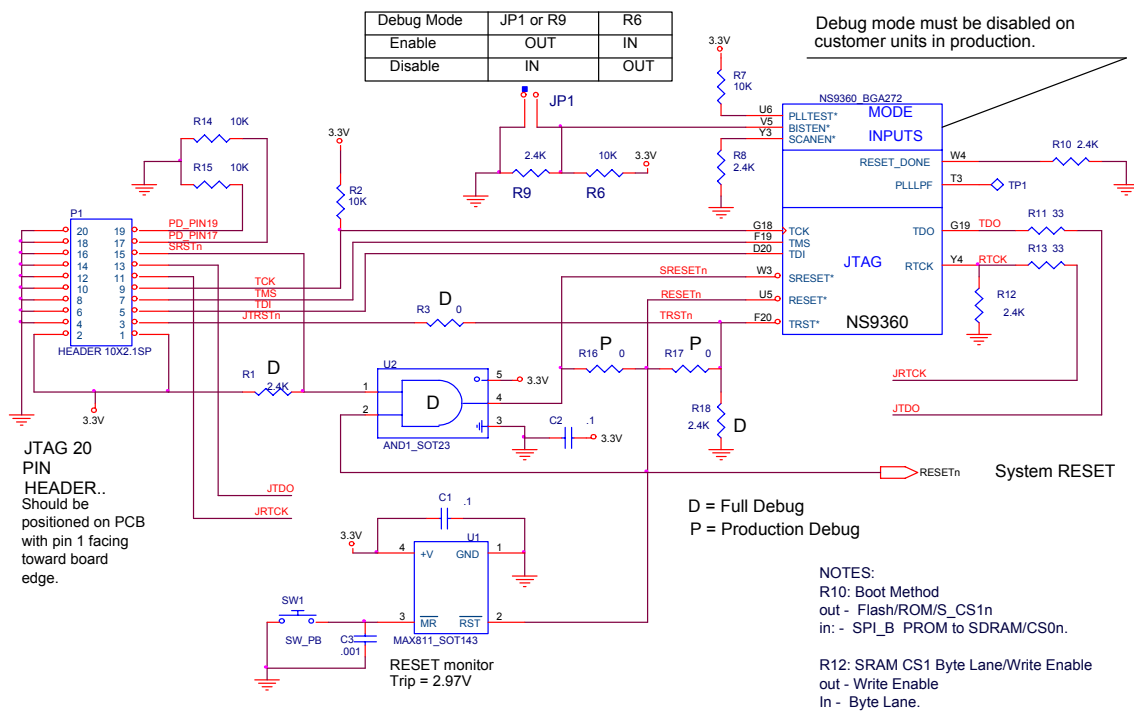 Debug Mode JP1 or R9 R6
Enable OUT IN
Disable IN OUT
Debug mode must be disabled on
customer units in production.
3.3V
R7
10K
NS9360_BGA272
U6 PLLTEST*
V5 BISTEN*
Y3 SCANEN*
MODE
INPUTS
JP1
R14 10K
R15 10K
3.3V
R2
10K
2.4K
R9
10K
R6
3.3V
R8
2.4K
RESET_DONE W4
R10 2.4K
PLLLPF T3
TP1
P1
20 19 PD_PIN19
18 17 PD_PIN17
16 15 SRSTn
14 13
12 11
10 9 TCK
8 7 TMS
6 5 TDI
4 3 JTRSTn
2 1
HEADER 10X2.1SP
G18 TCK
F19 TMS
D20 TDI
SRESETn W3 SRESET*
RESETn U5 RESET*
TRSTn F20 TRST*
JTAG
NS9360
TDO G19 TDO
R11 33
RTCK Y4 RTCK
R13 33
R12
2.4K
JRTCK
JTDO
R3 0
D
R1 2.4K
D
3.3V
U2
1
2
D
5 3.3V
4
3
AND1_SOT23
P
R16 0
P
R17 0
R18
2.4K
D
C2 .1
3.3V
RESETn
System RESET
JTAG 20
PIN
HEADER..
Should be
positioned on PCB
with pin 1 facing
toward board
edge.
JTDO
JRTCK
D = Full Debug
P = Production Debug
C1 .1
3.3V
U1
4 +V GND 1
3 MR RST 2
MAX811_SOT143
SW1
SW_PB
C3
.001
RESET monitor
Trip = 2.97V
NOTES:
R10: Boot Method
out - Flash/ROM/S_CS1n
in: - SPI_B PROM to SDRAM/CS0n.
R12: SRAM CS1 Byte Lane/Write Enable
out - Write Enable
In - Byte Lane.